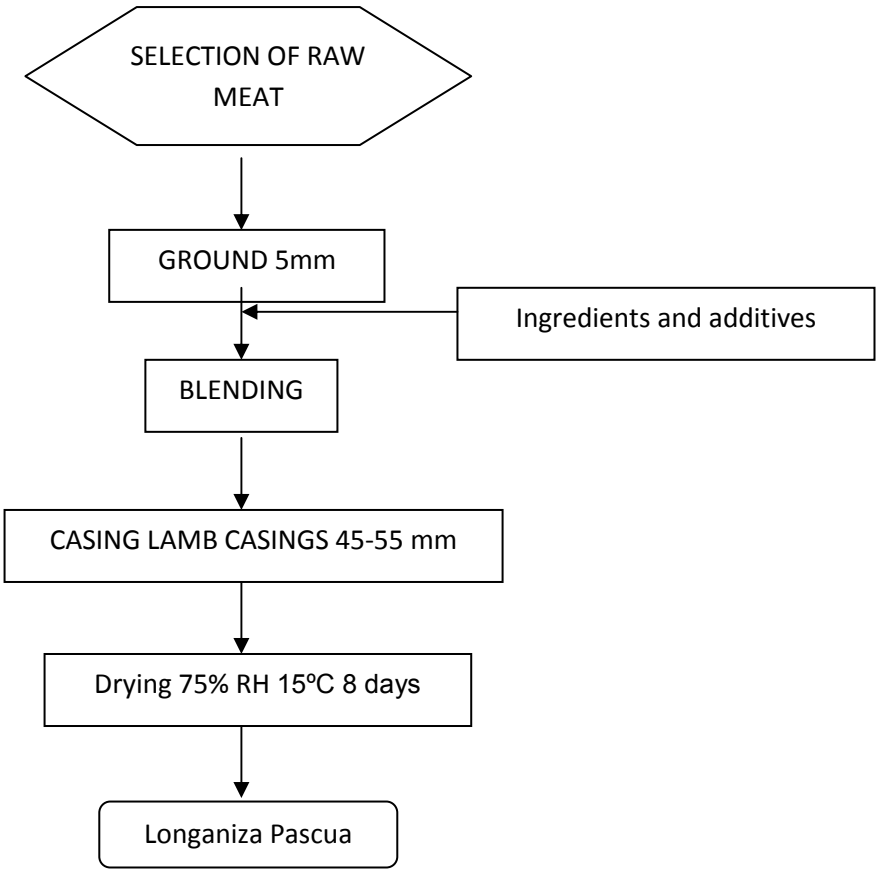 SELECTION OF RAW
MEAT
GROUND 5mm
Ingredients and additives
BLENDING
CASING LAMB CASINGS 45-55 mm
Drying 75% RH 15ºC 8 days
Longaniza Pascua